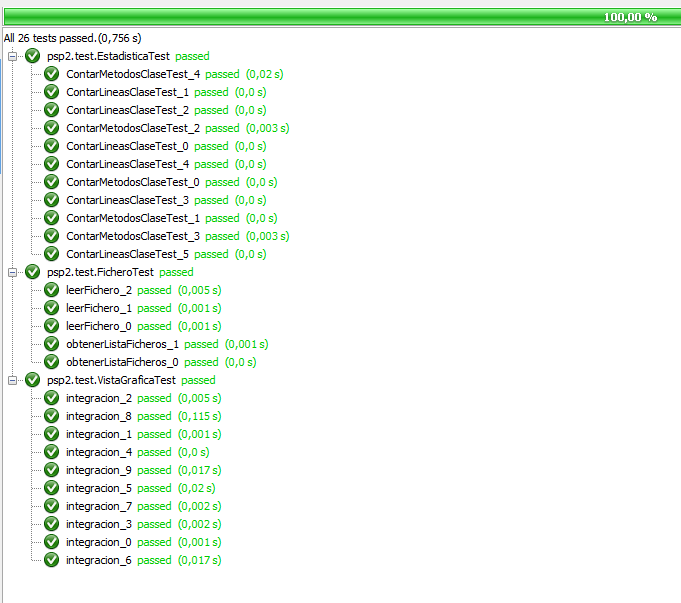 100,00 %
All 26 tests passed.(0,756 s)
psp2.test.EstadisticaTest passed
ContarMetodosClaseTest_4 passed (0,02 s)
ContarLineasClaseTest_1 passed (0,0 s)
ContarLineasClaseTest_2 passed (0,0 s)
ContarMetodosClaseTest_2 passed (0,003 s)
ContarLineasClaseTest_0 passed (0,0 s)
ContarLineasClaseTest_4 passed (0,0 s)
ContarMetodosClaseTest_0 passed (0,0 s)
ContarLineasClaseTest_3 passed (0,0 s)
ContarMetodosClaseTest_1 passed (0,0 s)
ContarMetodosClaseTest_3 passed (0,003 s)
ContarLineasClaseTest_5 passed (0,0 s)
psp2.test.FicheroTest passed
leerFichero_2 passed (0,005 s)
leerFichero_1 passed (0,001 s)
leerFichero_0 passed (0,001 s)
obtenerListaFicheros_1 passed (0,001 s)
obtenerListaFicheros_0 passed (0,0 s)
psp2.test.VistaGraficaTest passed
integracion_2 passed (0,005 s)
integracion_8 passed (0,115 s)
integracion_1 passed (0,001 s)
integracion_4 passed (0,0 s)
integracion_9 passed (0,017 s)
integracion_5 passed (0,02 s)
integracion_7 passed (0,002 s)
integracion_3 passed (0,002 s)
integracion_0 passed (0,001 s)
integracion_6 passed (0,017 s)